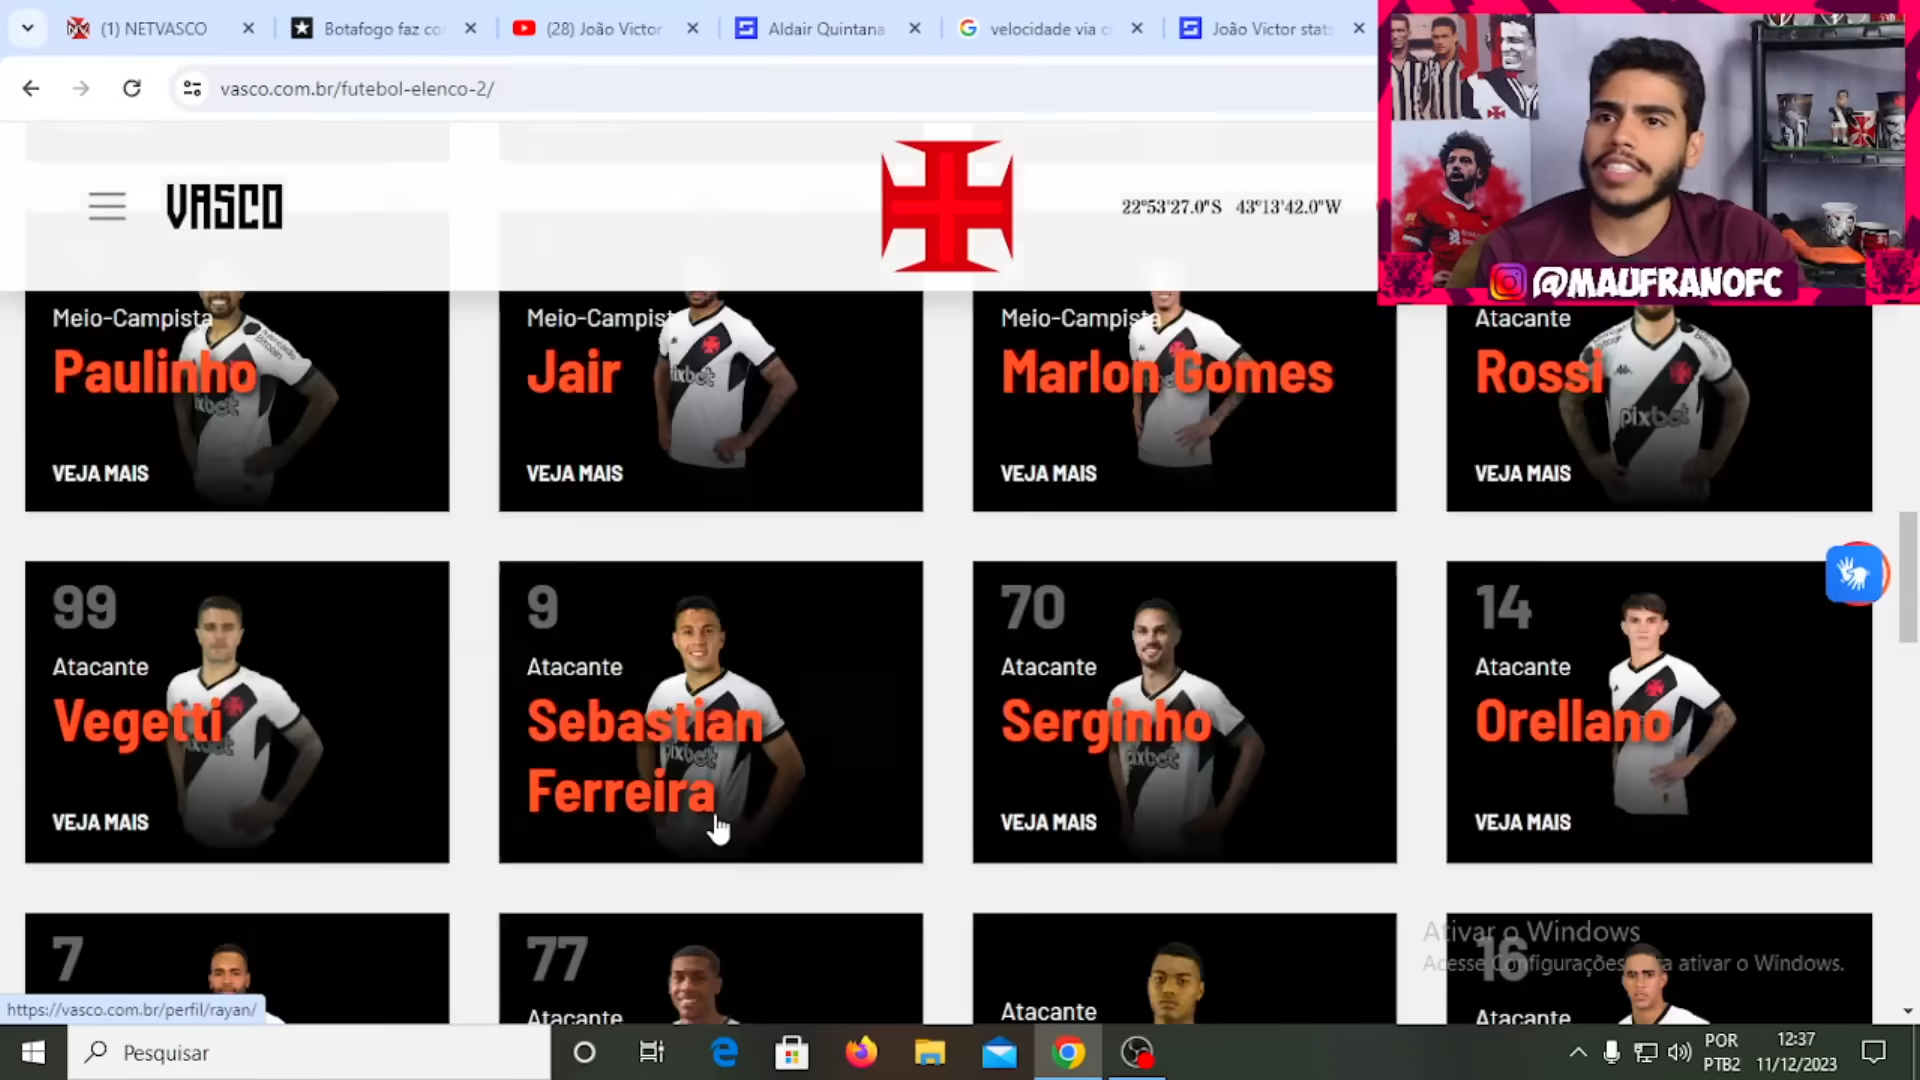 (1) NETVASCO
Botafogo faz co
(28) João Victor
Aldair Quintana
velocidade via c
João Victor stats
vasco.com.br/futebol-elenco-2/
VASCO
22°53'27.0"S 43°13'42.0"W
@MAUFRANOFC
Meio-Campista
Paulinho
VEJA MAIS
Meio-Campist
Jair
VEJA MAIS
Meio-Campista
Marlon Gomes
VEJA MAIS
Atacante
Rossi
pixbet
VEJA MAIS
99
Atacante
Vegetti
VEJA MAIS
9
Atacante
Sebastian
Ferreira
70
Atacante
Serginho
VEJA MAIS
14
Atacante
Orellano
VEJA MAIS
7
77
Atacante
Atacante
16
Atacante
Ativar o Windows
Acesse Configurações para ativar o Windows.
https://vasco.com.br/perfil/rayan/
Pesquisar
POR
PTB2
12:37
11/12/2023